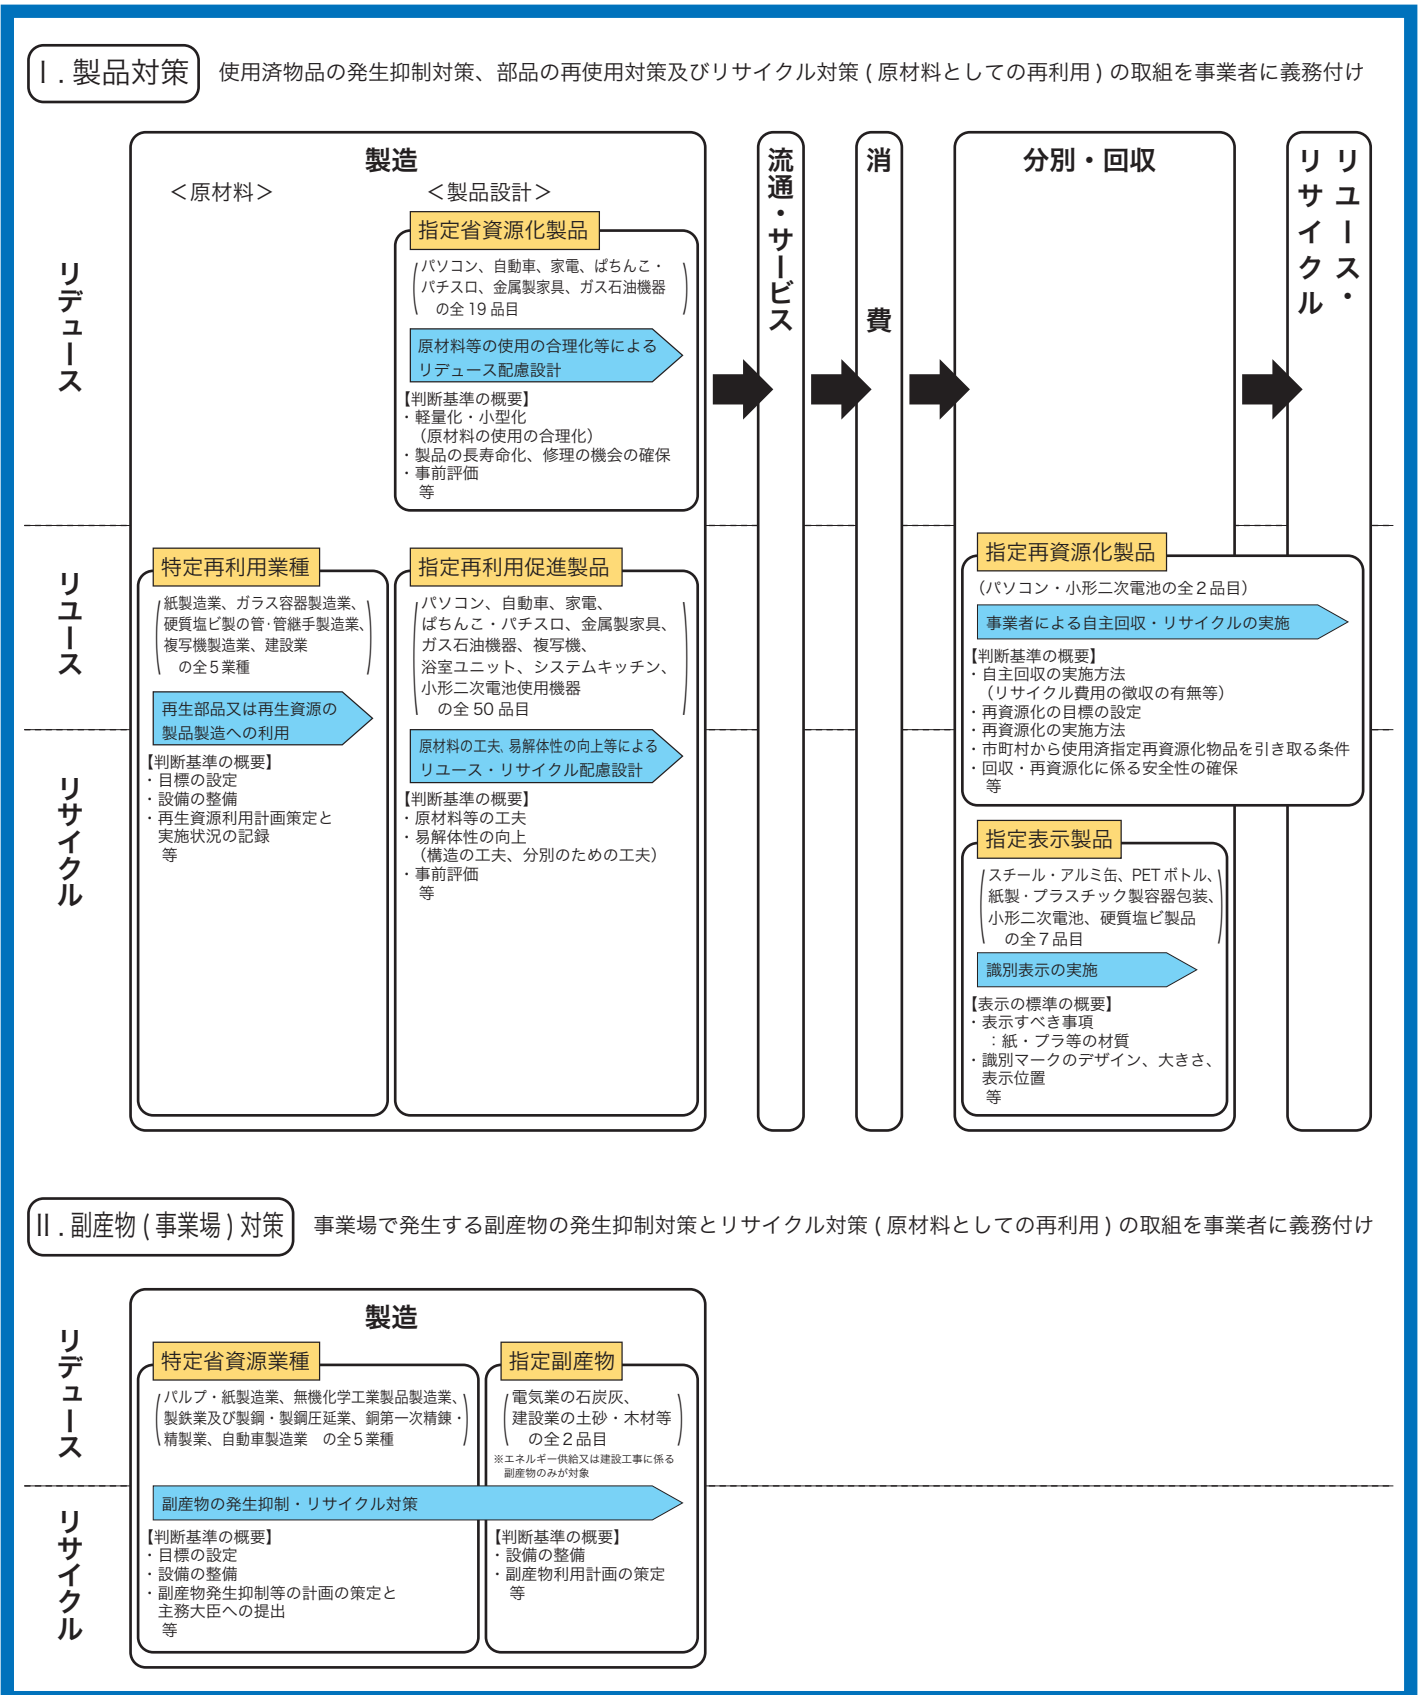 Ⅰ. 製品対策
使用済物品の発生抑制対策、部品の再使用対策及びリサイクル対策 ( 原材料としての再利用 ) の取組を事業者に義務付け
リデュース
リユース
リサイクル
製造
＜原材料＞
＜製品設計＞
指定省資源化製品
パソコン、自動車、家電、ぱちんこ・
パチスロ、金属製家具、ガス石油機器
の全 19 品目
原材料等の使用の合理化等による
リデュース配慮設計
【判断基準の概要】
・軽量化・小型化
（原材料の使用の合理化）
・製品の長寿命化、修理の機会の確保
・事前評価
等
特定再利用業種
紙製造業、ガラス容器製造業、
硬質塩ビ製の管・管継手製造業、
複写機製造業、建設業
の全５業種
再生部品又は再生資源の
製品製造への利用
【判断基準の概要】
・目標の設定
・設備の整備
・再生資源利用計画策定と
実施状況の記録
等
指定再利用促進製品
パソコン、自動車、家電、
ぱちんこ・パチスロ、金属製家具、
ガス石油機器、複写機、
浴室ユニット、システムキッチン、
小形二次電池使用機器
の全 50 品目
原材料の工夫、易解体性の向上等による
リユース・リサイクル配慮設計
【判断基準の概要】
・原材料等の工夫
・易解体性の向上
（構造の工夫、分別のための工夫）
・事前評価
等
流通・サービス
消費
分別・回収
指定再資源化製品
（パソコン・小形二次電池の全２品目）
事業者による自主回収・リサイクルの実施
【判断基準の概要】
・自主回収の実施方法
（リサイクル費用の徴収の有無等）
・再資源化の目標の設定
・再資源化の実施方法
・市町村から使用済指定再資源化物品を引き取る条件
・回収・再資源化に係る安全性の確保
等
指定表示製品
スチール・アルミ缶、PET ボトル、
紙製・プラスチック製容器包装、
小形二次電池、硬質塩ビ製品
の全７品目
識別表示の実施
【表示の標準の概要】
・表示すべき事項
：紙・プラ等の材質
・識別マークのデザイン、大きさ、
表示位置
等
リユース・
リサイクル
Ⅱ. 副産物 ( 事業場 ) 対策
事業場で発生する副産物の発生抑制対策とリサイクル対策 ( 原材料としての再利用 ) の取組を事業者に義務付け
リデュース
リサイクル
製造
特定省資源業種
パルプ・紙製造業、無機化学工業製品製造業、
製鉄業及び製鋼・製鋼圧延業、銅第一次精錬・
精製業、自動車製造業　の全５業種
指定副産物
電気業の石炭灰、
建設業の土砂・木材等
の全２品目
※エネルギー供給又は建設工事に係る
副産物のみが対象
副産物の発生抑制・リサイクル対策
【判断基準の概要】
・目標の設定
・設備の整備
・副産物発生抑制等の計画の策定と
主務大臣への提出
等
【判断基準の概要】
・設備の整備
・副産物利用計画の策定
等